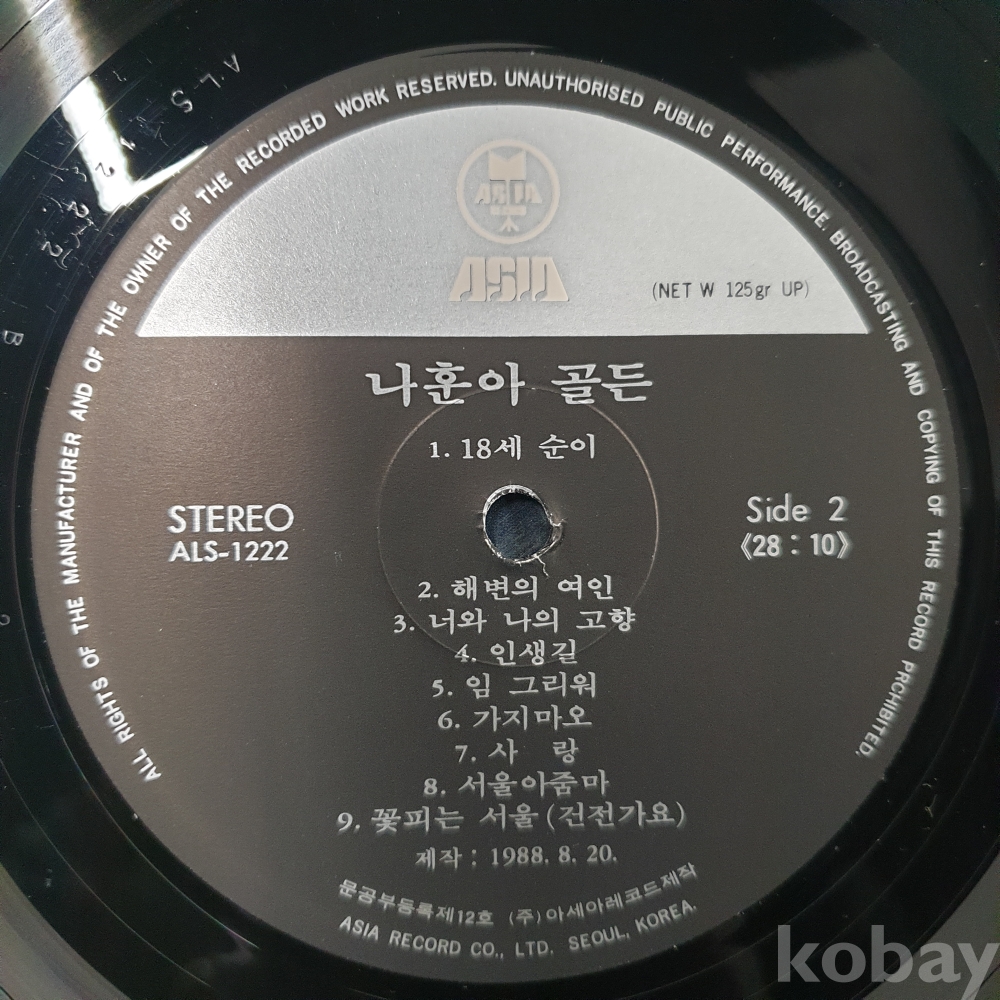 ALL RIGHTS OF THE MANUFACTURER AND OF THE OWNER OF THE RECORDED WORK RESERVED. UNAUTHORISED PUBLIC PERFORMANCE. BROADCASTING AND COPYING OF THIS RECORD PRCHIBITED.
ALS 1222
B
ASIA
ASIA
(NET W 125gr UP)
나훈아 골든
1. 18세 순이
STEREO
ALS-1222
Side 2
《28 : 10》
2. 해변의 여인
3. 너와 나의 고향
4. 인생길
5. 임 그리워
6. 가지마오
7. 사 랑
8. 서울아줌마
9. 꽃피는 서울(건전가요)
제작 : 1988. 8. 20.
문공부등록제12호 (주)아세아레코드제작
ASIA RECORD CO., LTD. SEOUL, KOREA.
kobay